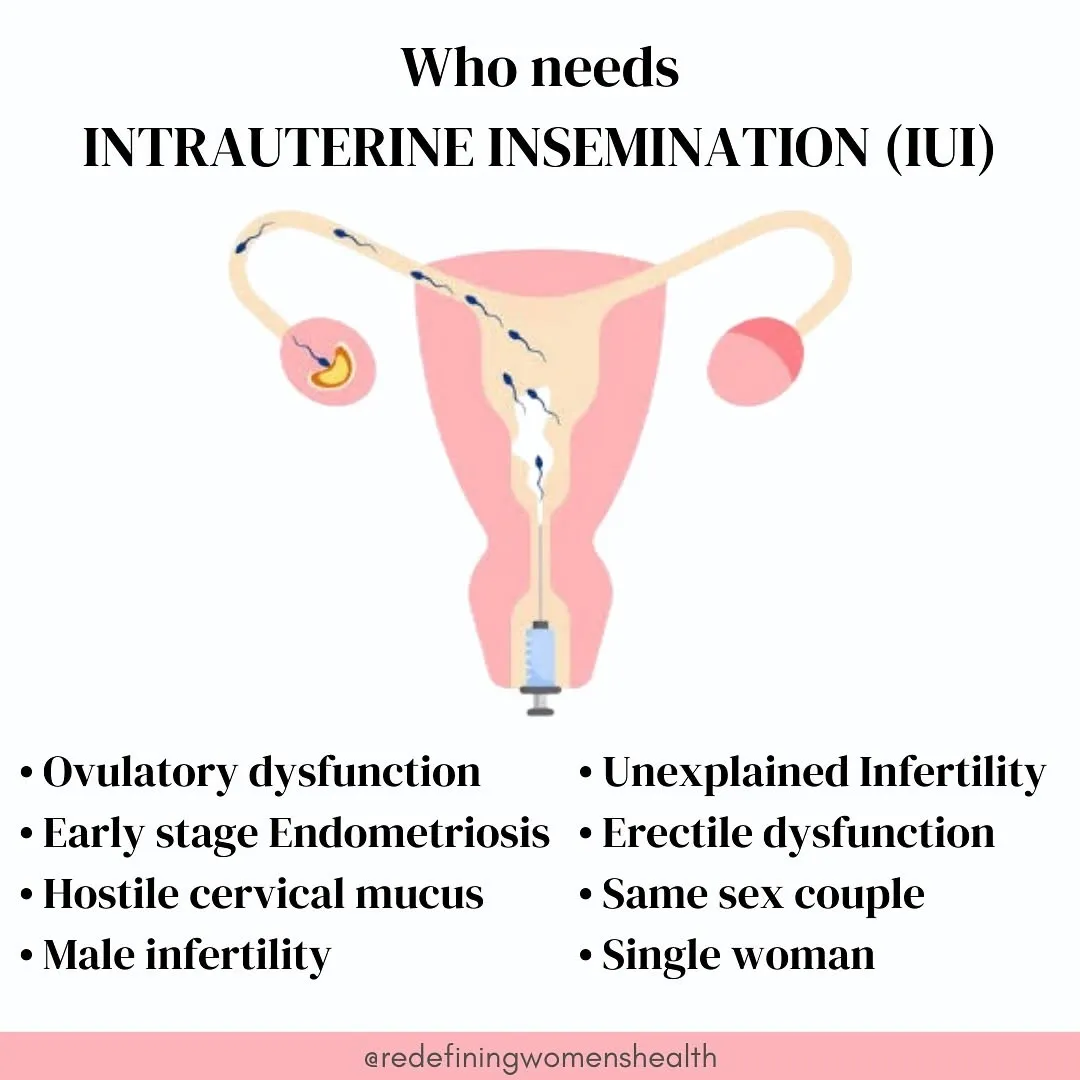 Who needs
INTRAUTERINE INSEMINATION (IUI)
• Ovulatory dysfunction
• Early stage Endometriosis
• Hostile cervical mucus
• Male infertility
• Unexplained Infertility
• Erectile dysfunction
• Same sex couple
• Single woman
@redefiningwomenshealth